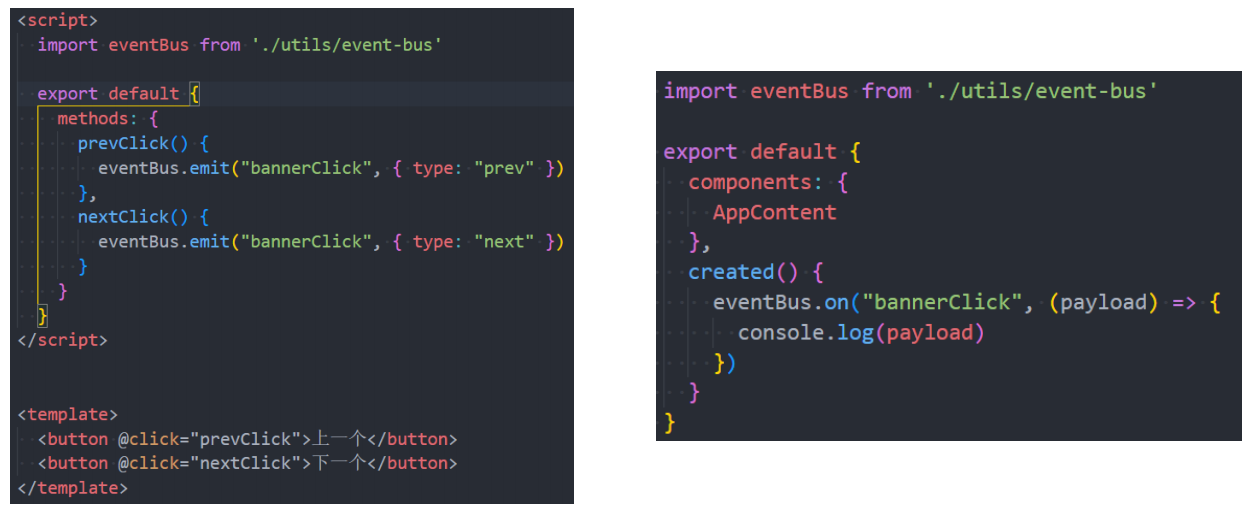 <script>
import eventBus from './utils/event-bus'
export default {
methods: {
prevClick() {
eventBus.emit("bannerClick", { type: "prev" })
},
nextClick() {
eventBus.emit("bannerClick", { type: "next" })
}
}
}
</script>
<template>
<button @click="prevClick">上一个</button>
<button @click="nextClick">下一个</button>
</template>
import eventBus from './utils/event-bus'
export default {
components: {
AppContent
},
created() {
eventBus.on("bannerClick", (payload) => {
console.log(payload)
})
}
}